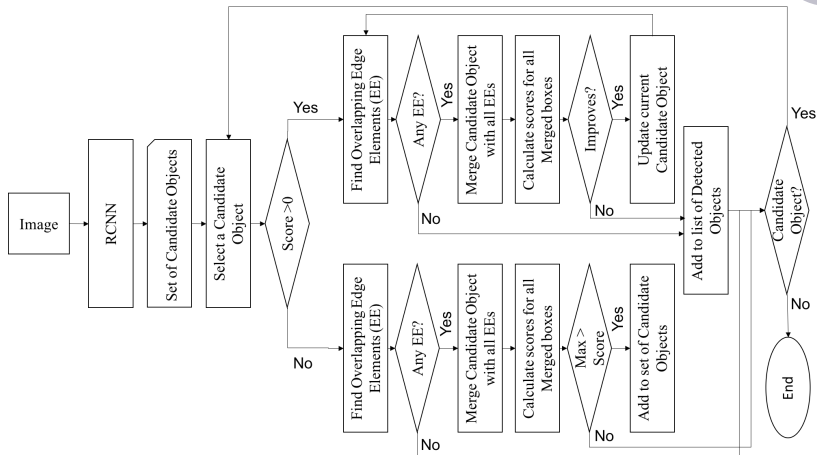 Image
RCNN
Set of Candidate Objects
Select a Candidate
Object
Score >0
Yes
Find Overlapping Edge
Elements (EE)
Any EE?
Yes
No
Merge Candidate Object
with all EEs
Calculate scores for all
Merged boxes
Improves?
Yes
No
Update current
Candidate Object
Add to list of Detected
Objects
Candidate
Object?
Yes
No
End
No
Find Overlapping Edge
Elements (EE)
Any EE?
Yes
No
Merge Candidate Object
with all EEs
Calculate scores for all
Merged boxes
Max >
Score
Yes
No
Add to set of Candidate
Objects